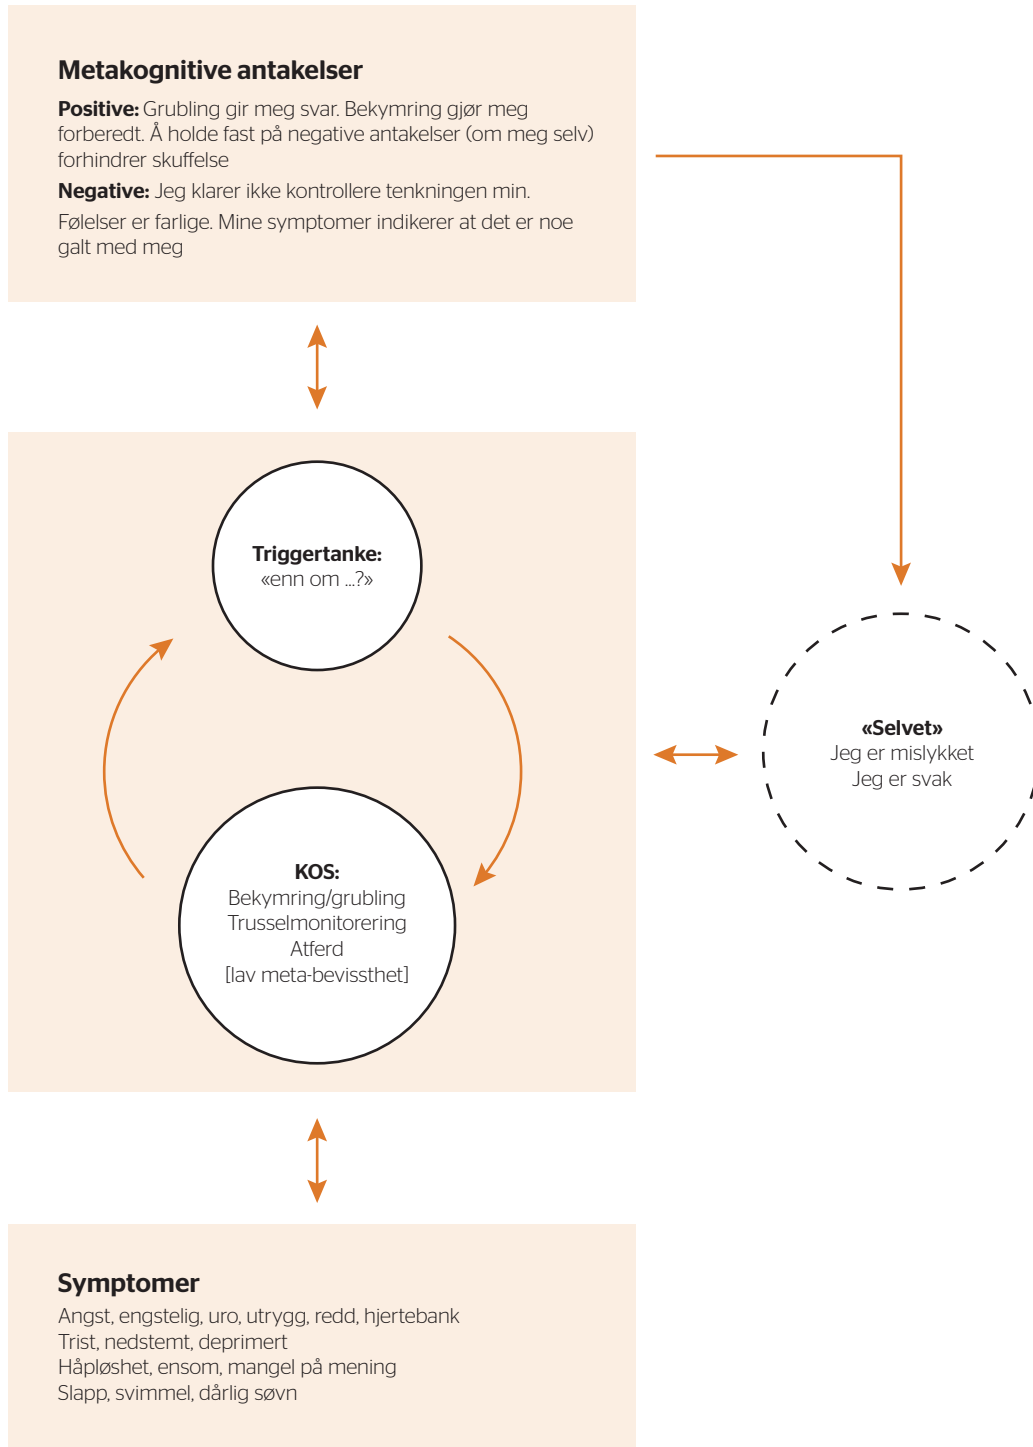 Metakognitive antakelser
Positive: Grubling gir meg svar. Bekymring gjør meg
forberedt. Å holde fast på negative antakelser (om meg selv)
forhindrer skuffelse
Negative: Jeg klarer ikke kontrollere tenkningen min.
Følelser er farlige. Mine symptomer indikerer at det er noe
galt med meg
Triggertanke:
«enn om ...?»
«Selvet»
Jeg er mislykket
Jeg er svak
KOS:
Bekymring/grubling
Trusselmonitorering
Atferd
[lav meta-bevissthet]
Symptomer
Angst, engstelig, uro, utrygg, redd, hjertebank
Trist, nedstemt, deprimert
Håpløshet, ensom, mangel på mening
Slapp, svimmel, dårlig søvn